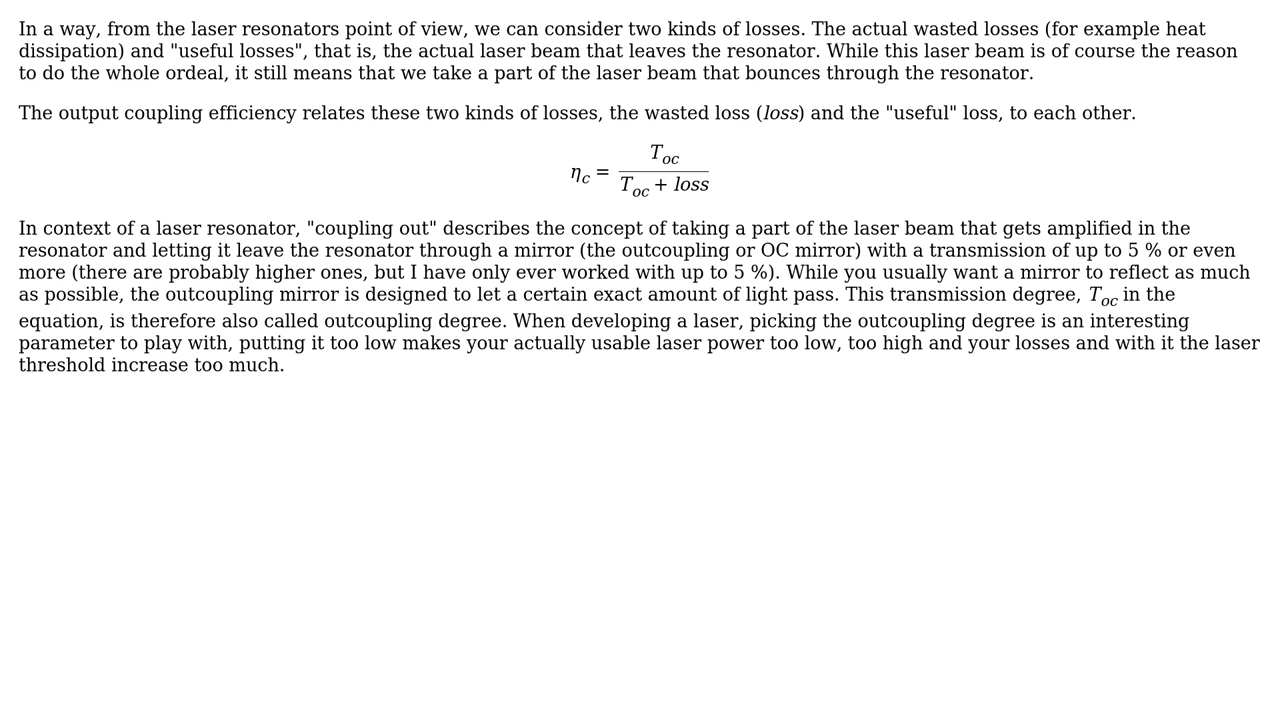 In a way, from the laser resonators point of view, we can consider two kinds of losses. The actual wasted losses (for example heat
dissipation) and "useful losses", that is, the actual laser beam that leaves the resonator. While this laser beam is of course the reason
to do the whole ordeal, it still means that we take a part of the laser beam that bounces through the resonator.
The output coupling efficiency relates these two kinds of losses, the wasted loss (loss) and the "useful" loss, to each other.
η_c = T_oc / (T_oc + loss)
In context of a laser resonator, "coupling out" describes the concept of taking a part of the laser beam that gets amplified in the
resonator and letting it leave the resonator through a mirror (the outcoupling or OC mirror) with a transmission of up to 5 % or even
more (there are probably higher ones, but I have only ever worked with up to 5 %). While you usually want a mirror to reflect as much
as possible, the outcoupling mirror is designed to let a certain exact amount of light pass. This transmission degree, T_oc in the
equation, is therefore also called outcoupling degree. When developing a laser, picking the outcoupling degree is an interesting
parameter to play with, putting it too low makes your actually usable laser power too low, too high and your losses and with it the laser
threshold increase too much.